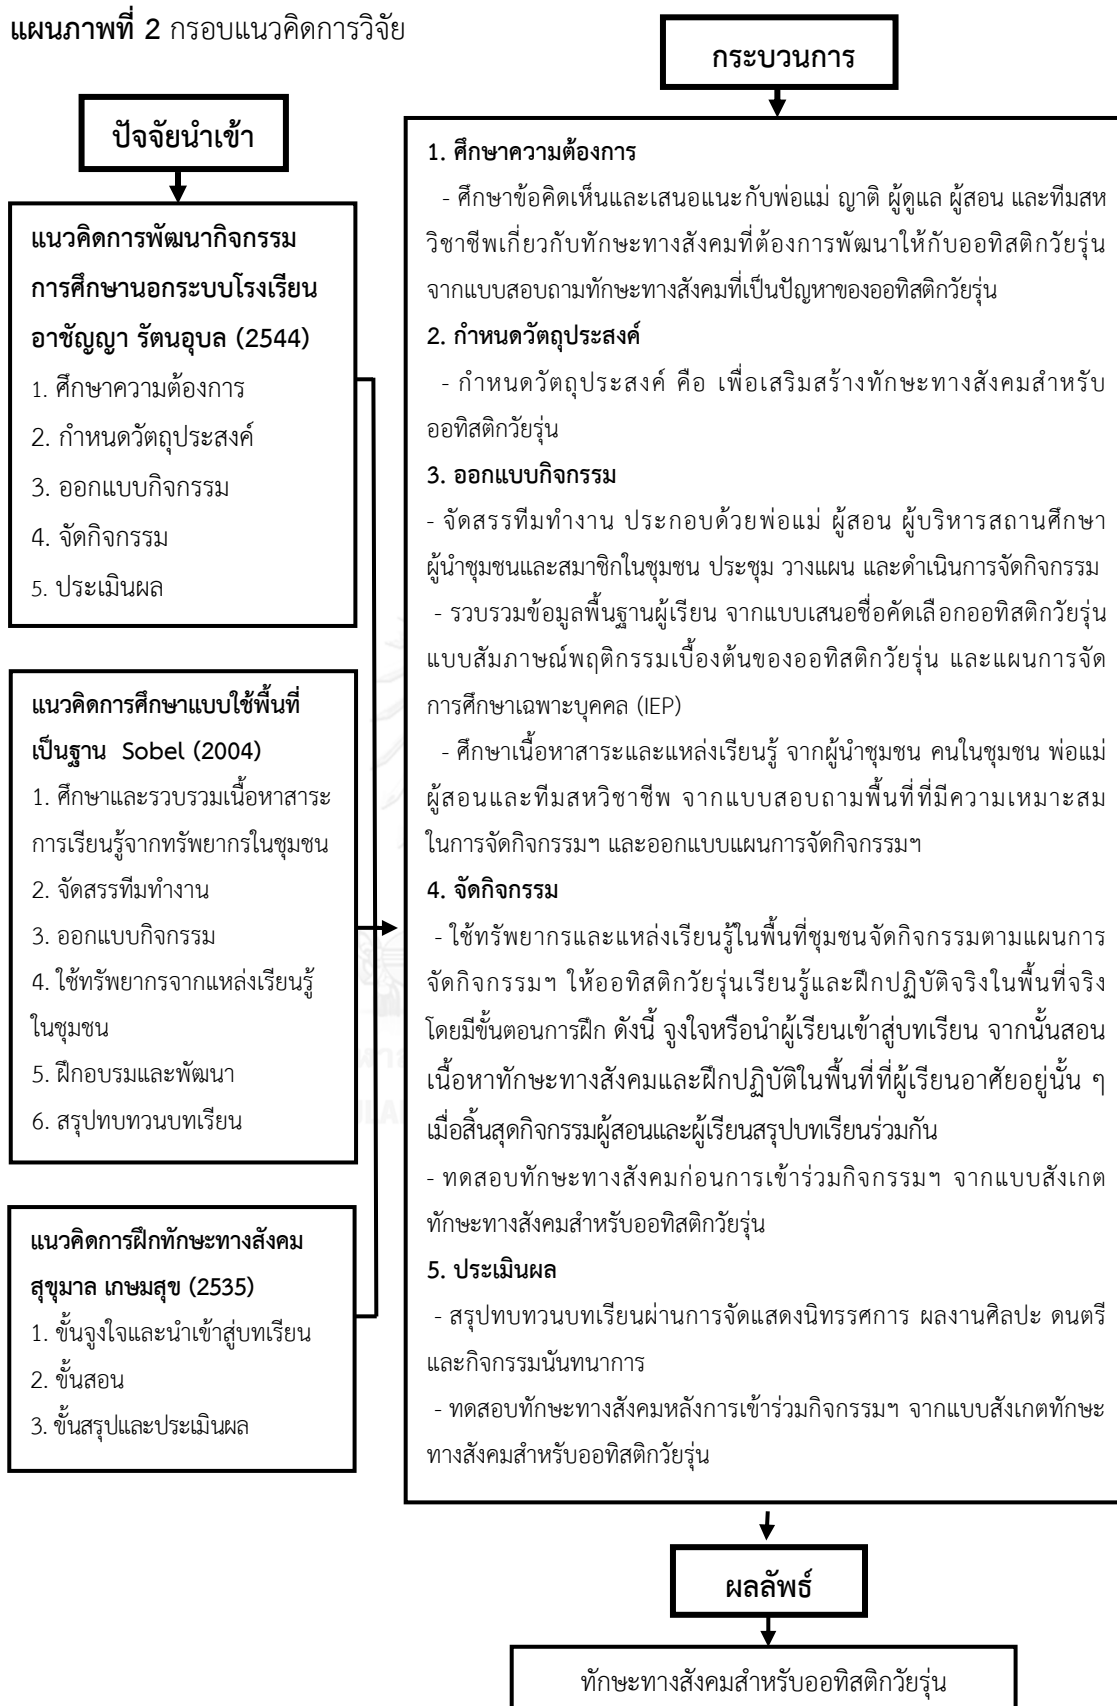 แผนภาพที่ 2 กรอบแนวคิดการวิจัย
ปัจจัยนำเข้า
แนวคิดการพัฒนากิจกรรม
การศึกษานอกระบบโรงเรียน
อาชัญญา รัตนอุบล (2544)
1. ศึกษาความต้องการ
2. กำหนดวัตถุประสงค์
3. ออกแบบกิจกรรม
4. จัดกิจกรรม
5. ประเมินผล
แนวคิดการศึกษาแบบใช้พื้นที่
เป็นฐาน Sobel (2004)
1. ศึกษาและรวบรวมเนื้อหาสาระ
การเรียนรู้จากทรัพยากรในชุมชน
2. จัดสรรทีมทำงาน
3. ออกแบบกิจกรรม
4. ใช้ทรัพยากรจากแหล่งเรียนรู้
ในชุมชน
5. ฝึกอบรมและพัฒนา
6. สรุปทบทวนบทเรียน
แนวคิดการฝึกทักษะทางสังคม
สุขุมาล เกษมสุข (2535)
1. ขั้นจูงใจและนำเข้าสู่บทเรียน
2. ขั้นสอน
3. ขั้นสรุปและประเมินผล
กระบวนการ
1. ศึกษาความต้องการ
- ศึกษาข้อคิดเห็นและเสนอแนะกับพ่อแม่ ญาติ ผู้ดูแล ผู้สอน และทีมสห
วิชาชีพเกี่ยวกับทักษะทางสังคมที่ต้องการพัฒนาให้กับออทิสติกวัยรุ่น
จากแบบสอบถามทักษะทางสังคมที่เป็นปัญหาของออทิสติกวัยรุ่น
2. กำหนดวัตถุประสงค์
- กำหนดวัตถุประสงค์ คือ เพื่อเสริมสร้างทักษะทางสังคมสำหรับ
ออทิสติกวัยรุ่น
3. ออกแบบกิจกรรม
- จัดสรรทีมทำงาน ประกอบด้วยพ่อแม่ ผู้สอน ผู้บริหารสถานศึกษา
ผู้นำชุมชนและสมาชิกในชุมชน ประชุม วางแผน และดำเนินการจัดกิจกรรม
- รวบรวมข้อมูลพื้นฐานผู้เรียน จากแบบเสนอชื่อคัดเลือกออทิสติกวัยรุ่น
แบบสัมภาษณ์พฤติกรรมเบื้องต้นของออทิสติกวัยรุ่น และแผนการจัด
การศึกษาเฉพาะบุคคล (IEP)
- ศึกษาเนื้อหาสาระและแหล่งเรียนรู้ จากผู้นำชุมชน คนในชุมชน พ่อแม่
ผู้สอนและทีมสหวิชาชีพ จากแบบสอบถามพื้นที่ที่มีความเหมาะสม
ในการจัดกิจกรรมฯ และออกแบบแผนการจัดกิจกรรมฯ
4. จัดกิจกรรม
- ใช้ทรัพยากรและแหล่งเรียนรู้ในพื้นที่ชุมชนจัดกิจกรรมตามแผนการ
จัดกิจกรรมฯ ให้ออทิสติกวัยรุ่นเรียนรู้และฝึกปฏิบัติจริงในพื้นที่จริง
โดยมีขั้นตอนการฝึก ดังนี้ จูงใจหรือนำผู้เรียนเข้าสู่บทเรียน จากนั้นสอน
เนื้อหาทักษะทางสังคมและฝึกปฏิบัติในพื้นที่ที่ผู้เรียนอาศัยอยู่นั้น ๆ
เมื่อสิ้นสุดกิจกรรมผู้สอนและผู้เรียนสรุปบทเรียนร่วมกัน
- ทดสอบทักษะทางสังคมก่อนการเข้าร่วมกิจกรรมฯ จากแบบสังเกต
ทักษะทางสังคมสำหรับออทิสติกวัยรุ่น
5. ประเมินผล
- สรุปทบทวนบทเรียนผ่านการจัดแสดงนิทรรศการ ผลงานศิลปะ ดนตรี
และกิจกรรมนันทนาการ
- ทดสอบทักษะทางสังคมหลังการเข้าร่วมกิจกรรมฯ จากแบบสังเกตทักษะ
ทางสังคมสำหรับออทิสติกวัยรุ่น
ผลลัพธ์
ทักษะทางสังคมสำหรับออทิสติกวัยรุ่น